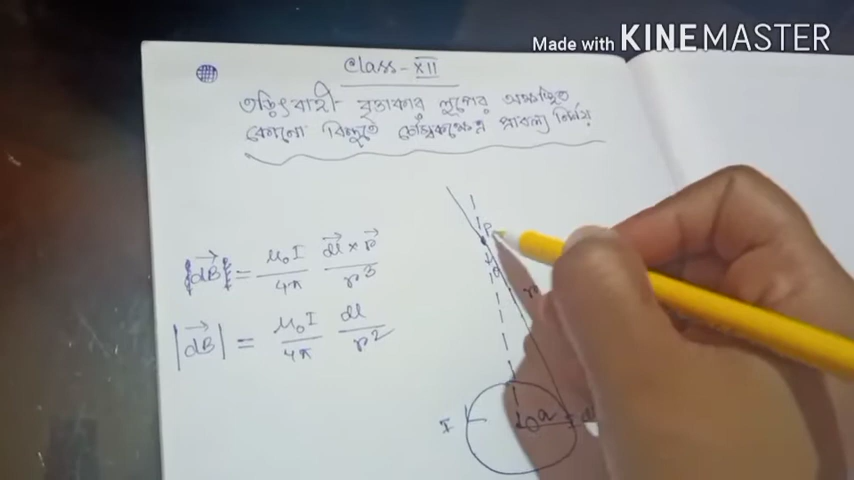 Made with KINEMASTER
Class - XII
তড়িৎবাহী বৃত্তাকার লুপের অক্ষস্থিত
কোনো বিন্দুতে চৌম্বকক্ষেত্র প্রাবল্য নির্ণয়
P
{dB⃗} = μ₀I/4π dl⃗ × r⃗/r³
θ
r
|dB⃗| = μ₀I/4π dl/r²
I
O a